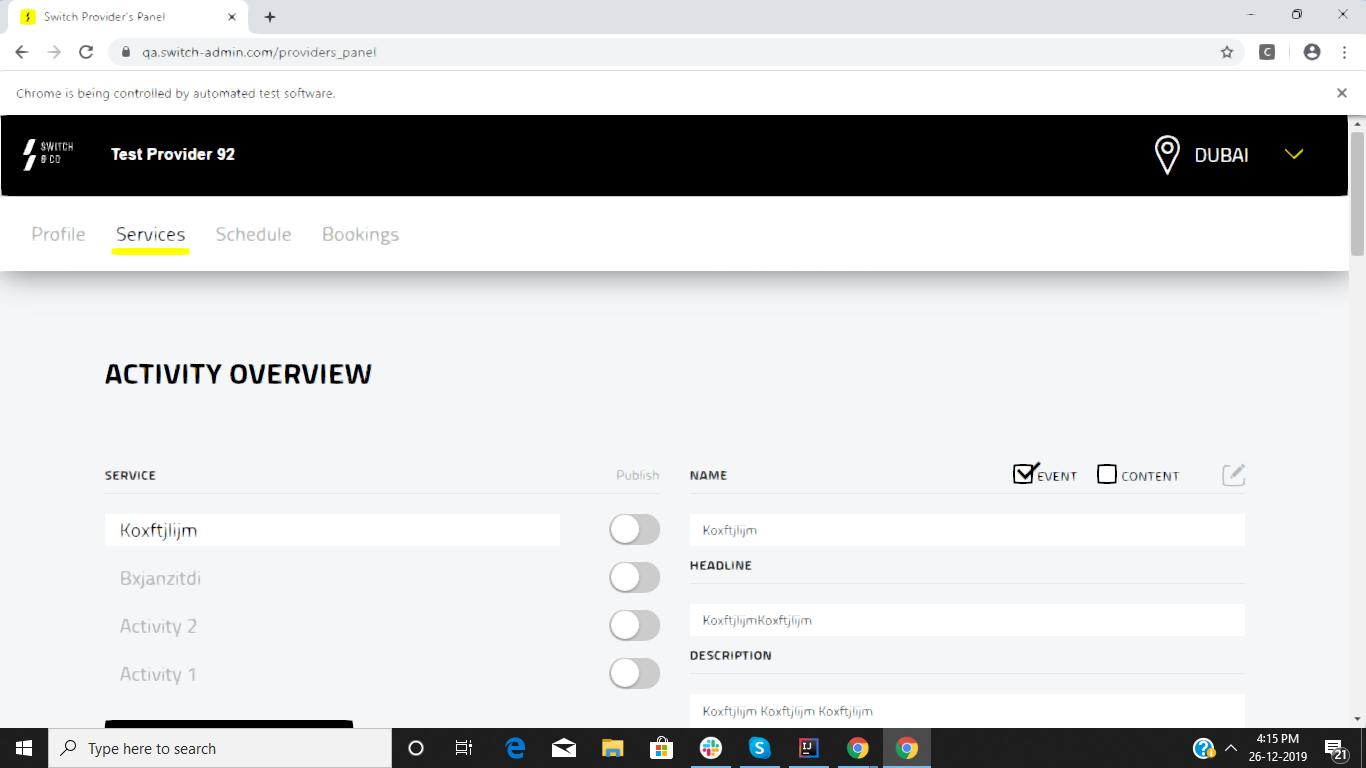 Switch Provider's Panel
qa.switch-admin.com/providers_panel
C
Chrome is being controlled by automated test software.
SWITCH
& CO
Test Provider 92
DUBAI
Profile Services Schedule Bookings
ACTIVITY OVERVIEW
SERVICE Publish
Koxftjlijm
Bxjanzitdi
Activity 2
Activity 1
NAME EVENT CONTENT
Koxftjlijm
HEADLINE
KoxftjlijmKoxftjlijm
DESCRIPTION
Koxftjlijm Koxftjlijm Koxftjlijm
Type here to search
4:15 PM
26-12-2019
21